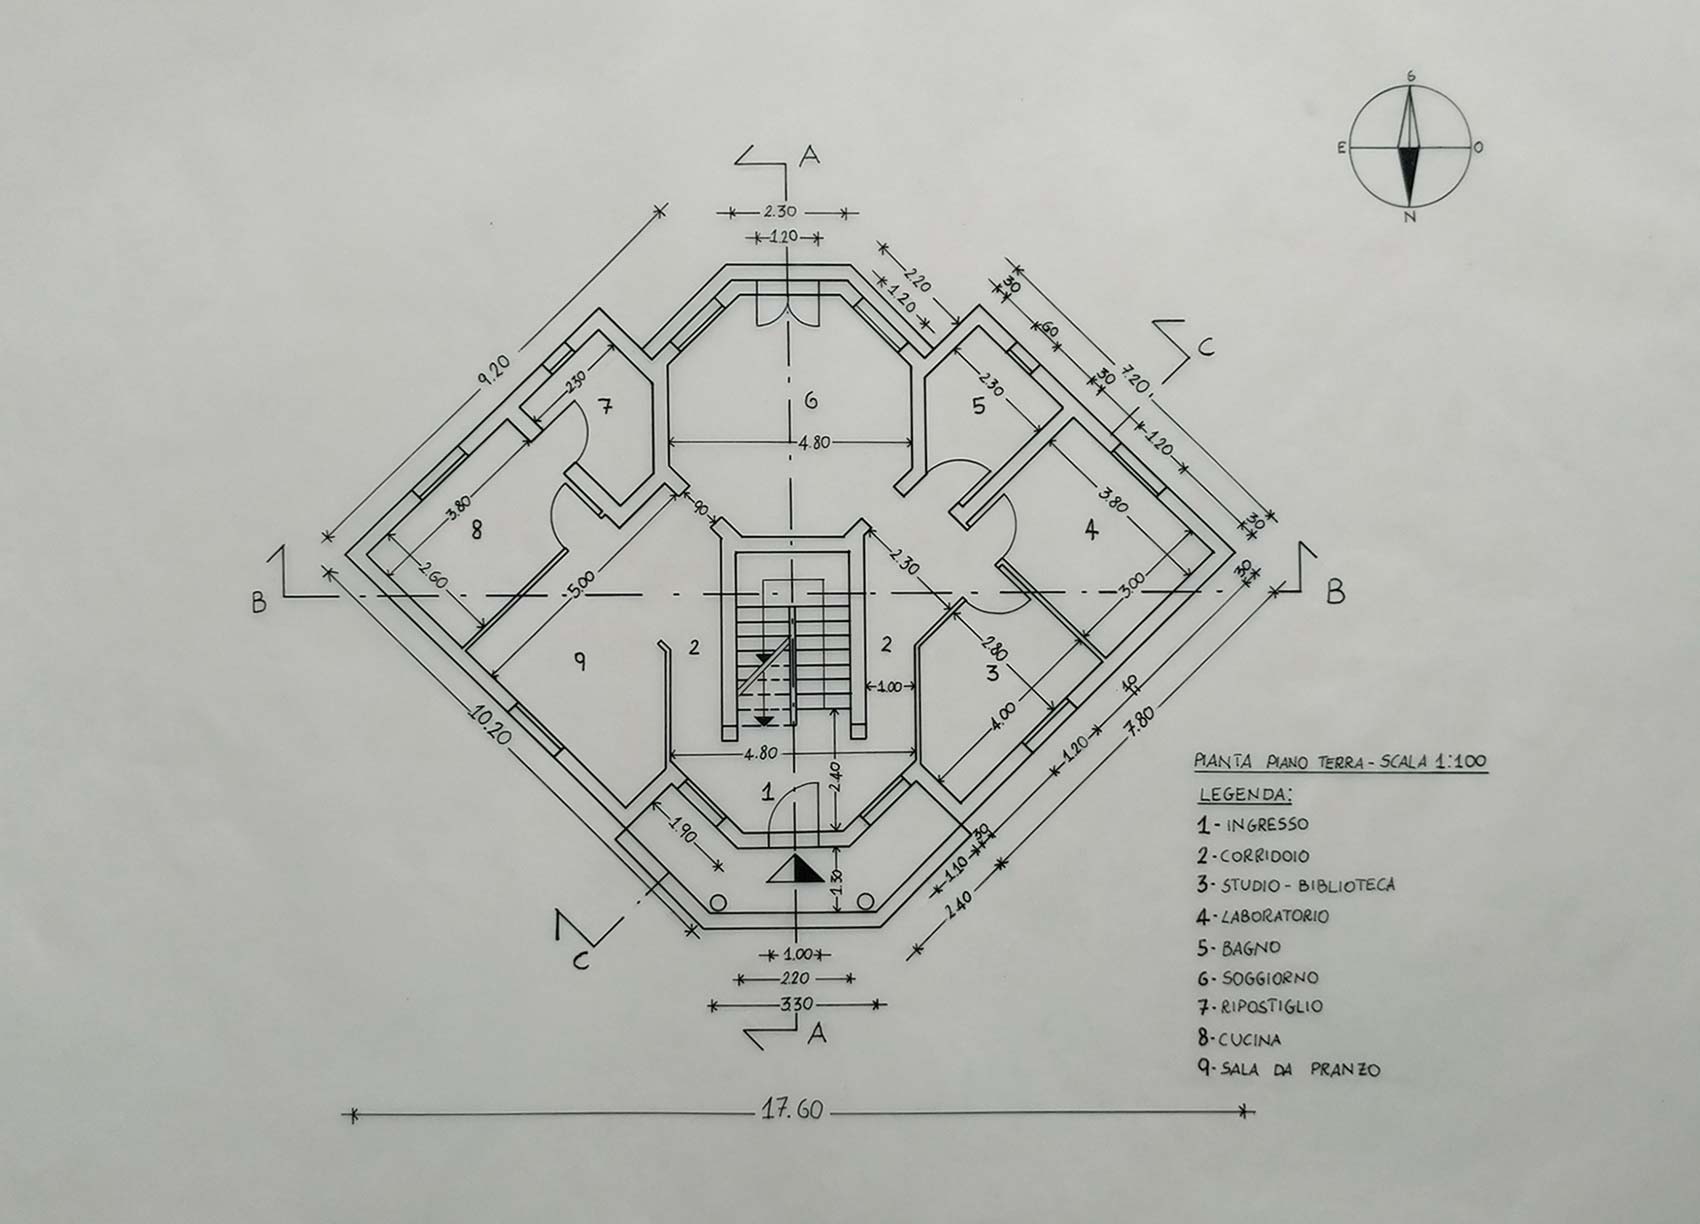 6
E
O
N
A
2.30
1.20
2.20
1.20
30
60
30
7.20
C
1.20
30
30
9.20
2.30
7
6
2.30
5
4.80
3.80
8
90
3.80
4
2.60
5.00
2.30
3.00
B
B
9
2
2
2.80
3
1.00
4.00
10
7.80
10.20
4.80
1.20
2.40
1
1.90
30
1.30
1.10
2.40
C
1.00
2.20
3.30
A
17.60
PIANTA PIANO TERRA - SCALA 1:100
LEGENDA:
1 - INGRESSO
2 - CORRIDOIO
3 - STUDIO - BIBLIOTECA
4 - LABORATORIO
5 - BAGNO
6 - SOGGIORNO
7 - RIPOSTIGLIO
8 - CUCINA
9 - SALA DA PRANZO